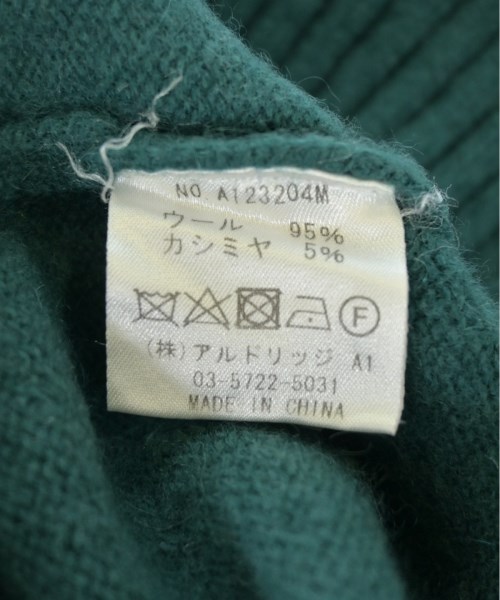 NO. A123204M
ウール 95%
カシミヤ 5%
F
(株)アルドリッジ A1
03-5722-5031
MADE IN CHINA